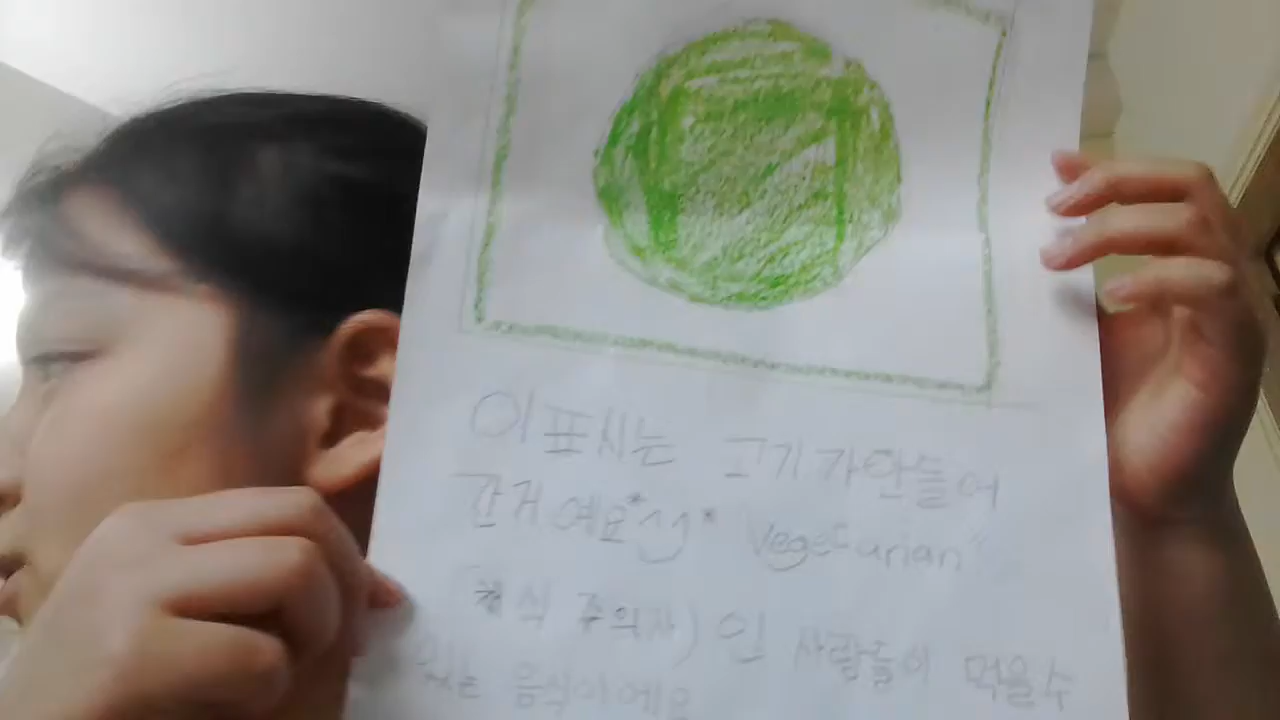 이 표시는 고기가 안들어
간거예요*^^* Vegetarian
채식 주의자) 인 사람들이 먹을 수
있는 음식이에요